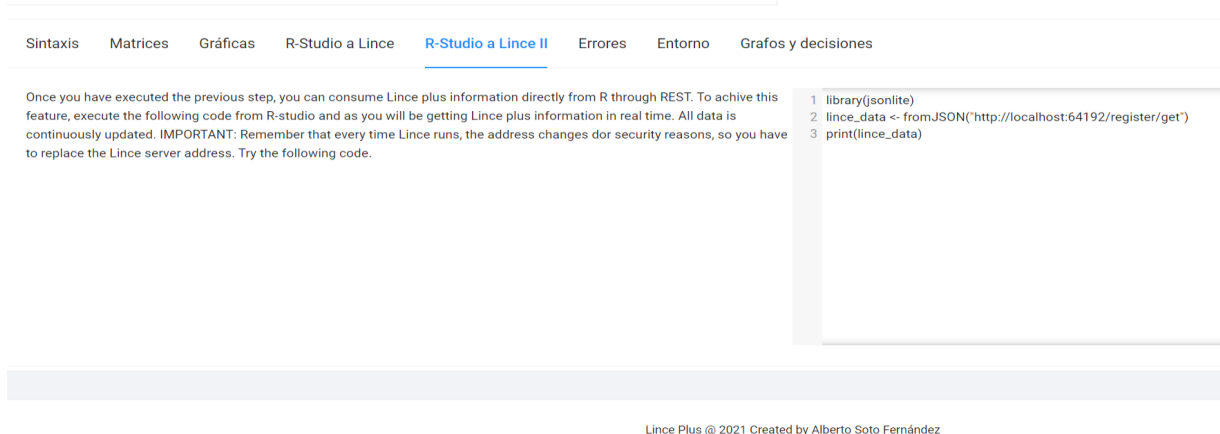 Sintaxis Matrices Gráficas R-Studio a Lince R-Studio a Lince II Errores Entorno Grafos y decisiones
Once you have executed the previous step, you can consume Lince plus information directly from R through REST. To achive this
feature, execute the following code from R-studio and as you will be getting Lince plus information in real time. All data is
continuously updated. IMPORTANT: Remember that every time Lince runs, the address changes dor security reasons, so you have
to replace the Lince server address. Try the following code.
1 library(jsonlite)
2 lince_data <- fromJSON("http://localhost:64192/register/get")
3 print(lince_data)
Lince Plus @ 2021 Created by Alberto Soto Fernández